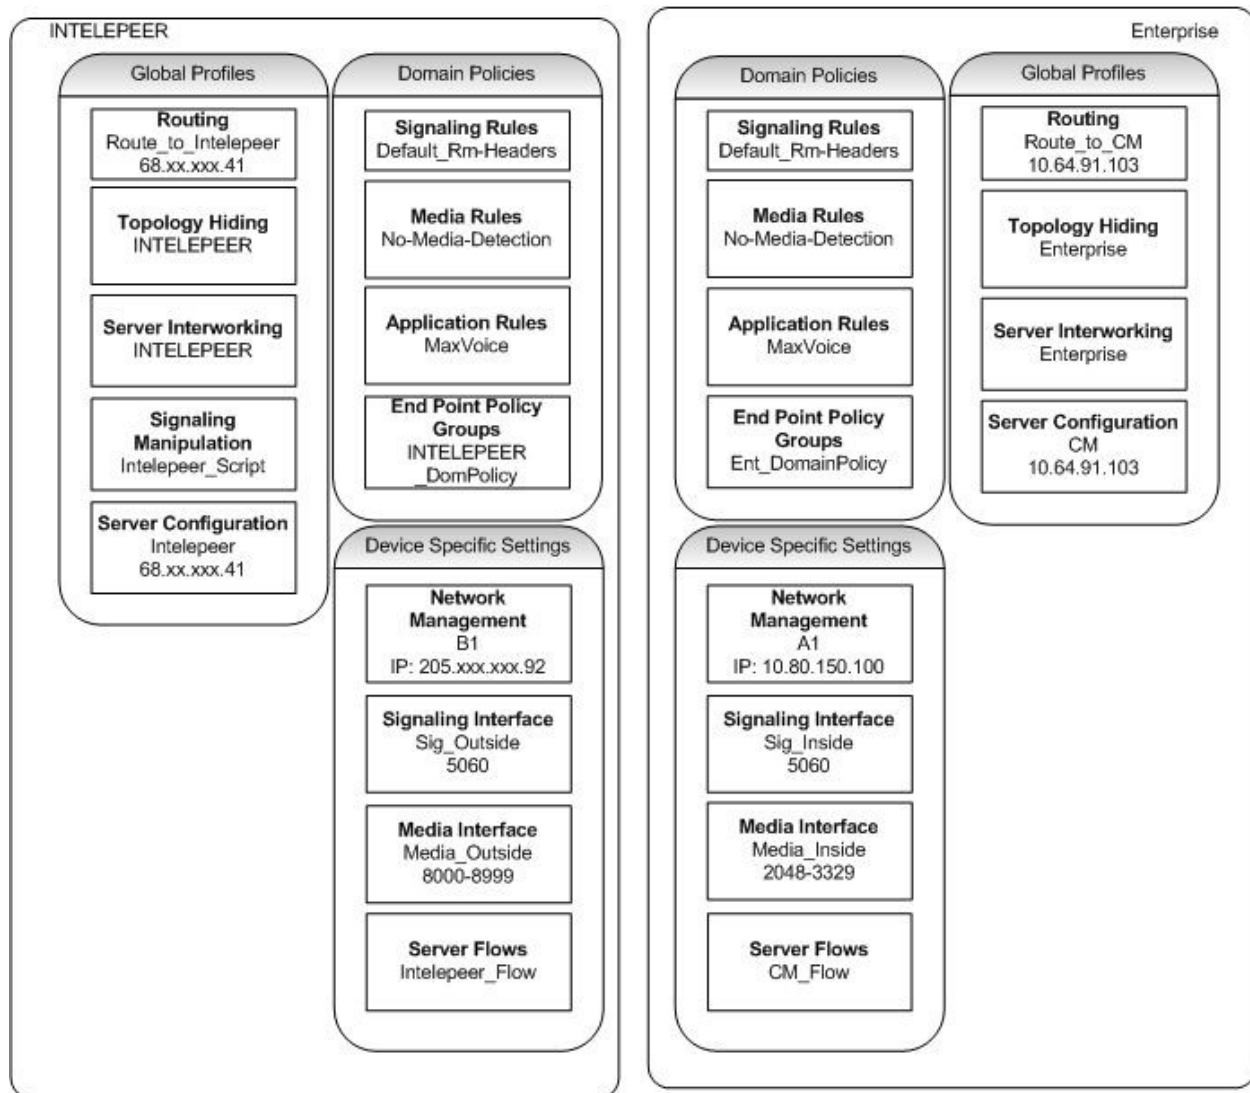 INTELEPEER
Global Profiles
Routing
Route_to_Intelepeer
68.xx.xxx.41
Topology Hiding
INTELEPEER
Server Interworking
INTELEPEER
Signaling
Manipulation
Intelepeer_Script
Server Configuration
Intelepeer
68.xx.xxx.41
Domain Policies
Signaling Rules
Default_Rm-Headers
Media Rules
No-Media-Detection
Application Rules
MaxVoice
End Point Policy
Groups
INTELEPEER
_DomPolicy
Device Specific Settings
Network
Management
B1
IP: 205.xxx.xxx.92
Signaling Interface
Sig_Outside
5060
Media Interface
Media_Outside
8000-8999
Server Flows
Intelepeer_Flow
Enterprise
Domain Policies
Signaling Rules
Default_Rm-Headers
Media Rules
No-Media-Detection
Application Rules
MaxVoice
End Point Policy
Groups
Ent_DomainPolicy
Device Specific Settings
Network
Management
A1
IP: 10.80.150.100
Signaling Interface
Sig_Inside
5060
Media Interface
Media_Inside
2048-3329
Server Flows
CM_Flow
Global Profiles
Routing
Route_to_CM
10.64.91.103
Topology Hiding
Enterprise
Server Interworking
Enterprise
Server Configuration
CM
10.64.91.103